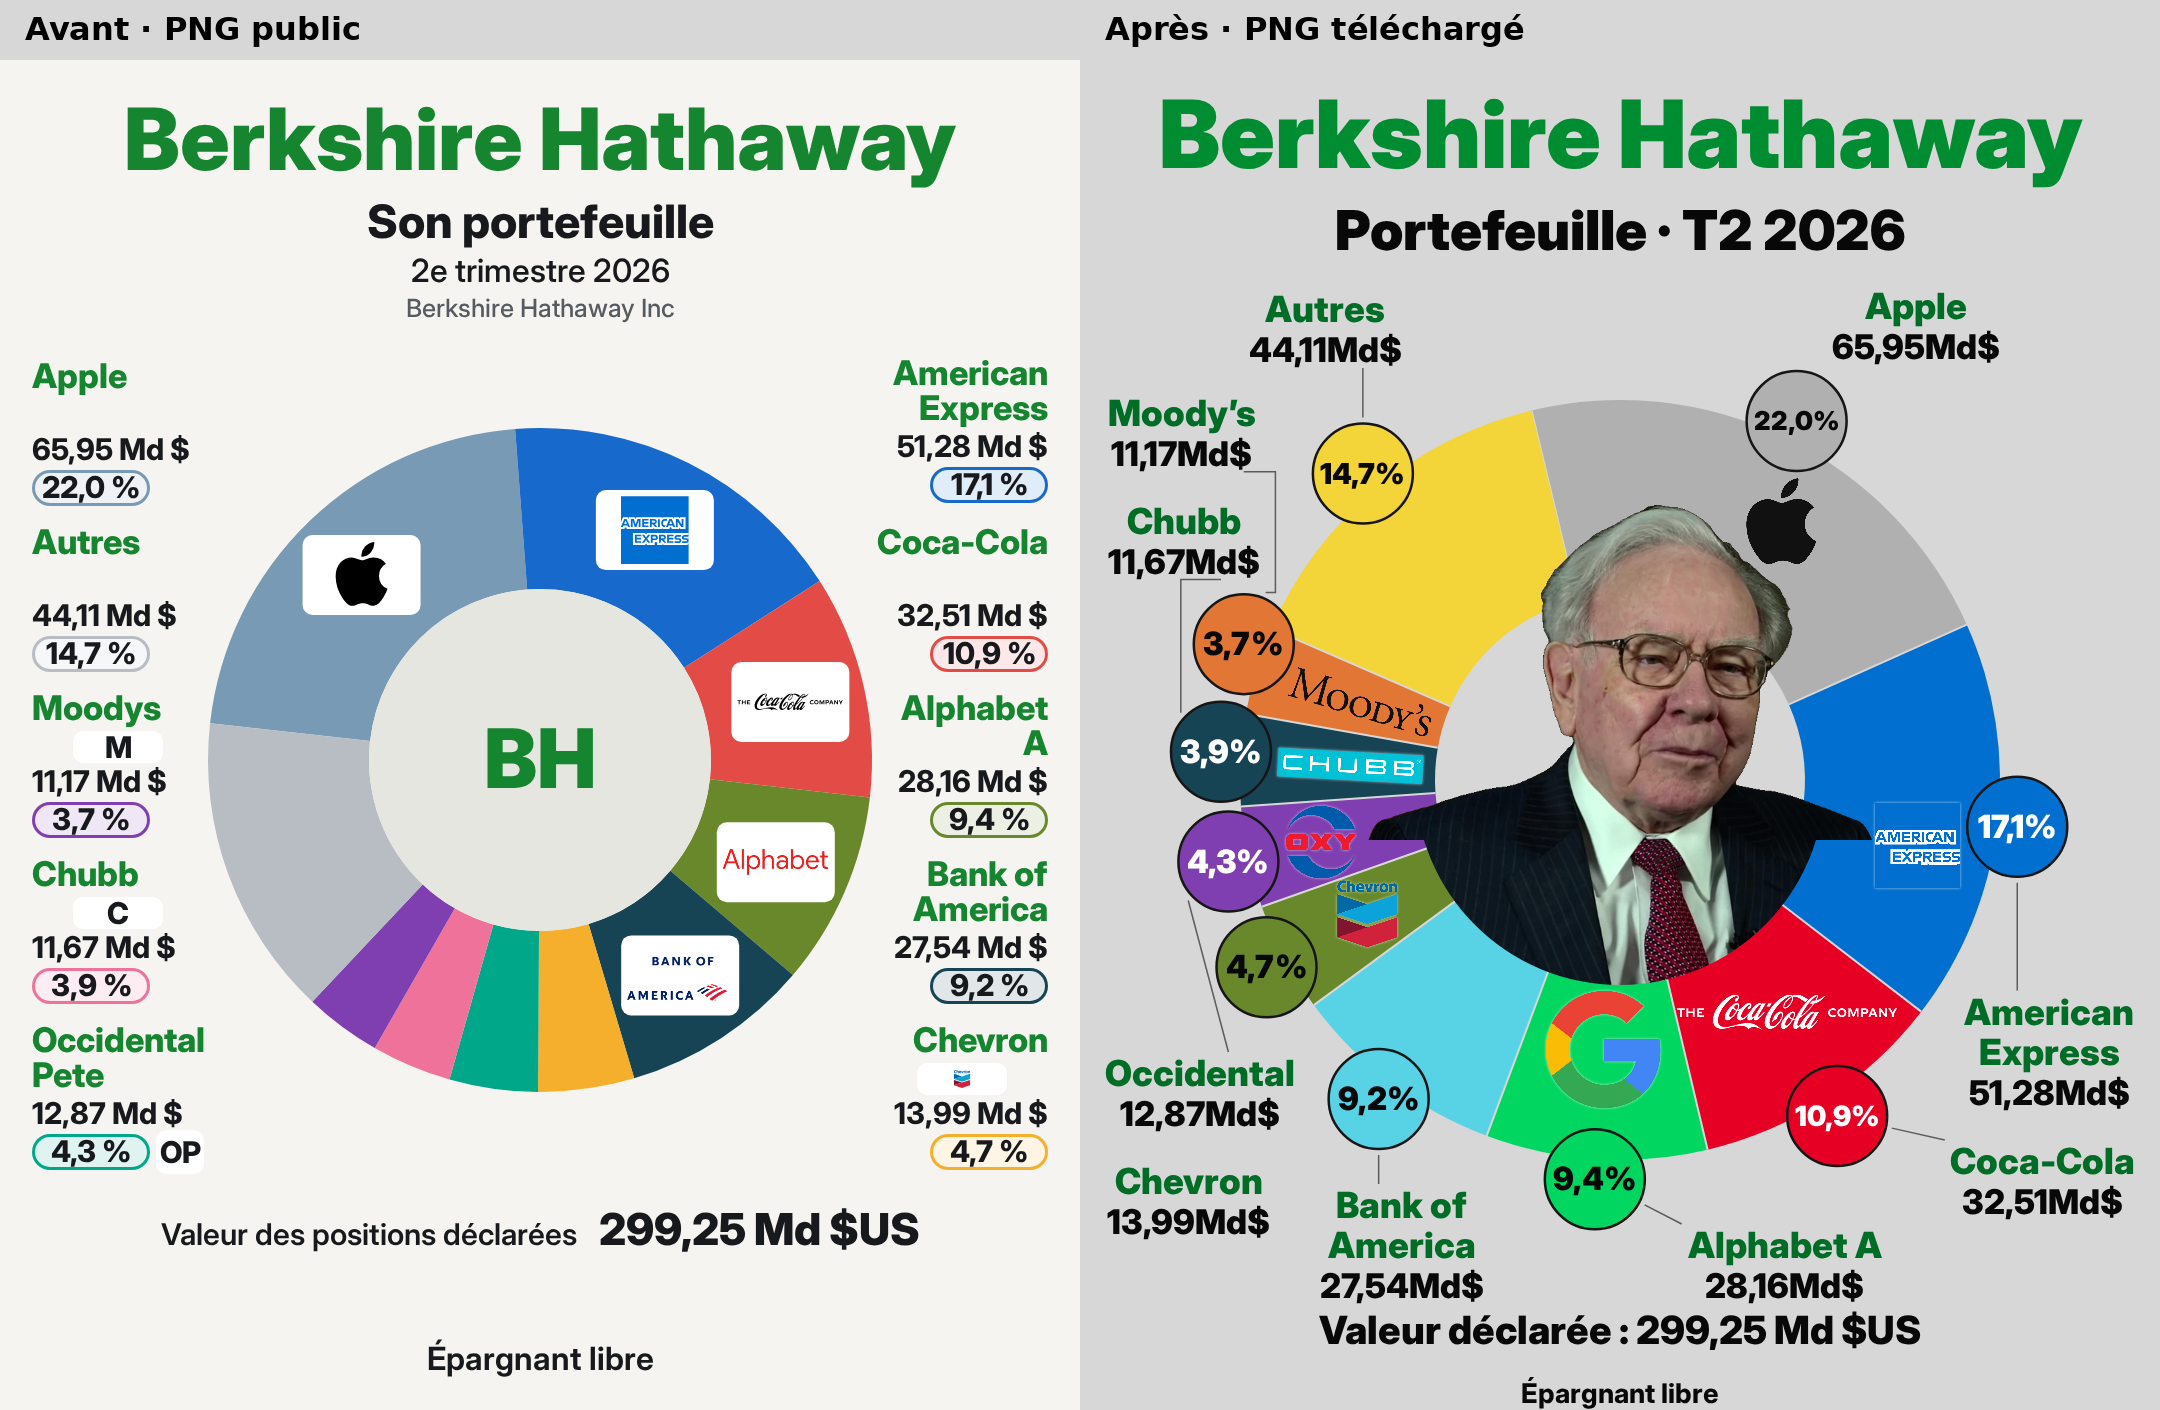 Avant · PNG public
Berkshire Hathaway
Son portefeuille
2e trimestre 2026
Berkshire Hathaway Inc
Apple
65,95 Md $
22,0 %
Autres
44,11 Md $
14,7 %
Moodys
M
11,17 Md $
3,7 %
Chubb
C
11,67 Md $
3,9 %
Occidental
Pete
12,87 Md $
4,3 %
OP
AMERICAN
EXPRESS
THE Coca-Cola COMPANY
Alphabet
BANK OF
AMERICA
BH
American
Express
51,28 Md $
17,1 %
Coca-Cola
32,51 Md $
10,9 %
Alphabet
A
28,16 Md $
9,4 %
Bank of
America
27,54 Md $
9,2 %
Chevron
Chevron
13,99 Md $
4,7 %
Valeur des positions déclarées 299,25 Md $US
Épargnant libre
Après · PNG téléchargé
Berkshire Hathaway
Portefeuille · T2 2026
Autres
44,11Md$
14,7%
Apple
65,95Md$
22,0%
Moody's
11,17Md$
3,7%
MOODY'S
Chubb
11,67Md$
3,9%
CHUBB
4,3%
OXY
Chevron
4,7%
AMERICAN
EXPRESS
17,1%
American
Express
51,28Md$
THE Coca-Cola COMPANY
10,9%
Coca-Cola
32,51Md$
Occidental
12,87Md$
Chevron
13,99Md$
9,2%
Bank of
America
27,54Md$
G
9,4%
Alphabet A
28,16Md$
Valeur déclarée : 299,25 Md $US
Épargnant libre